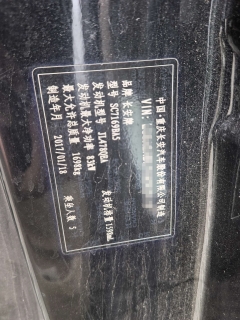 中国·重庆长安汽车股份有限公司制造
VIN: L
品牌 长安牌
型号 SC7169BA5
发动机型号 JL478QEA 发动机排量 1598mL
发动机最大净功率 83kW
最大允许总质量 1690kg 乘坐人数 5
制造年月 2017/01/18